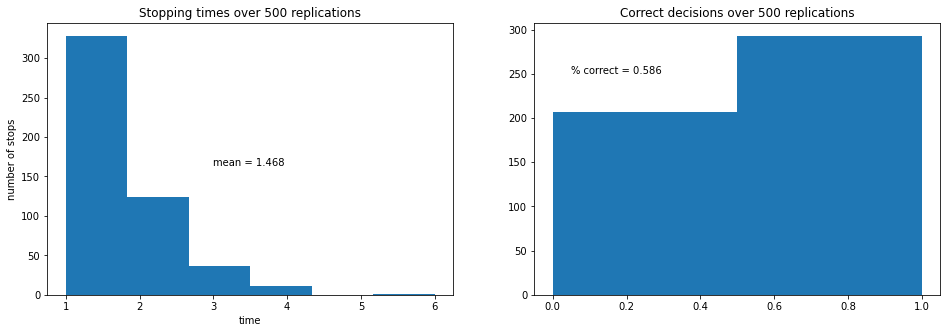 Stopping times over 500 replications
number of stops
300
250
200
150
100
50
0
mean = 1.468
1 2 3 4 5 6
time
Correct decisions over 500 replications
300
250
200
150
100
50
0
% correct = 0.586
0.0 0.2 0.4 0.6 0.8 1.0